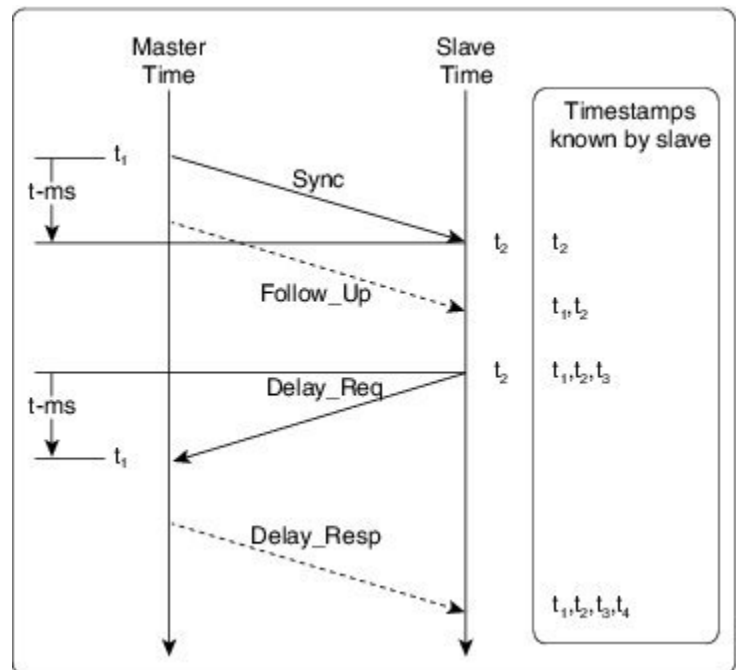 Master
Time
Slave
Time
Timestamps
known by slave
t₁
Sync
t-ms
t₂
t₂
Follow_Up
t₁,t₂
t₂
t₁,t₂,t₃
Delay_Req
t-ms
t₁
Delay_Resp
t₁,t₂,t₃,t₄